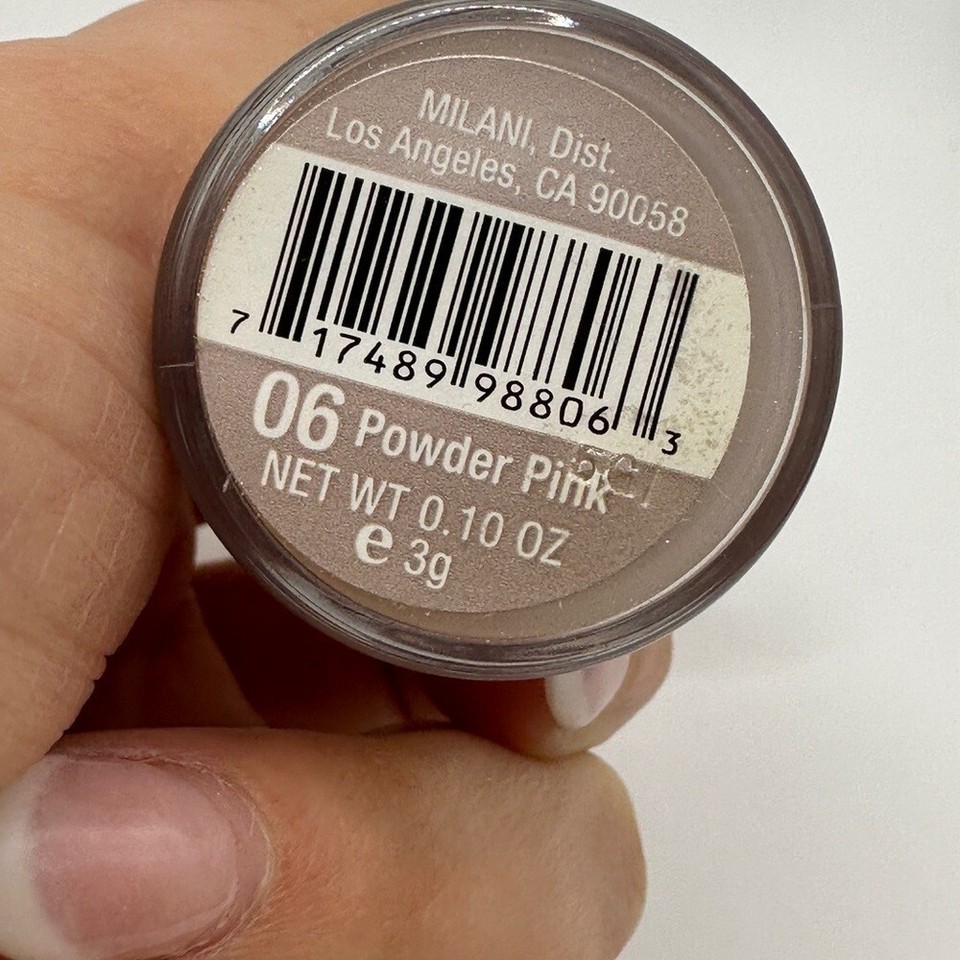 MILANI, Dist.
Los Angeles, CA 90058
7 17489 98806 3
06 Powder Pink
NET WT 0.10 OZ
e 3g